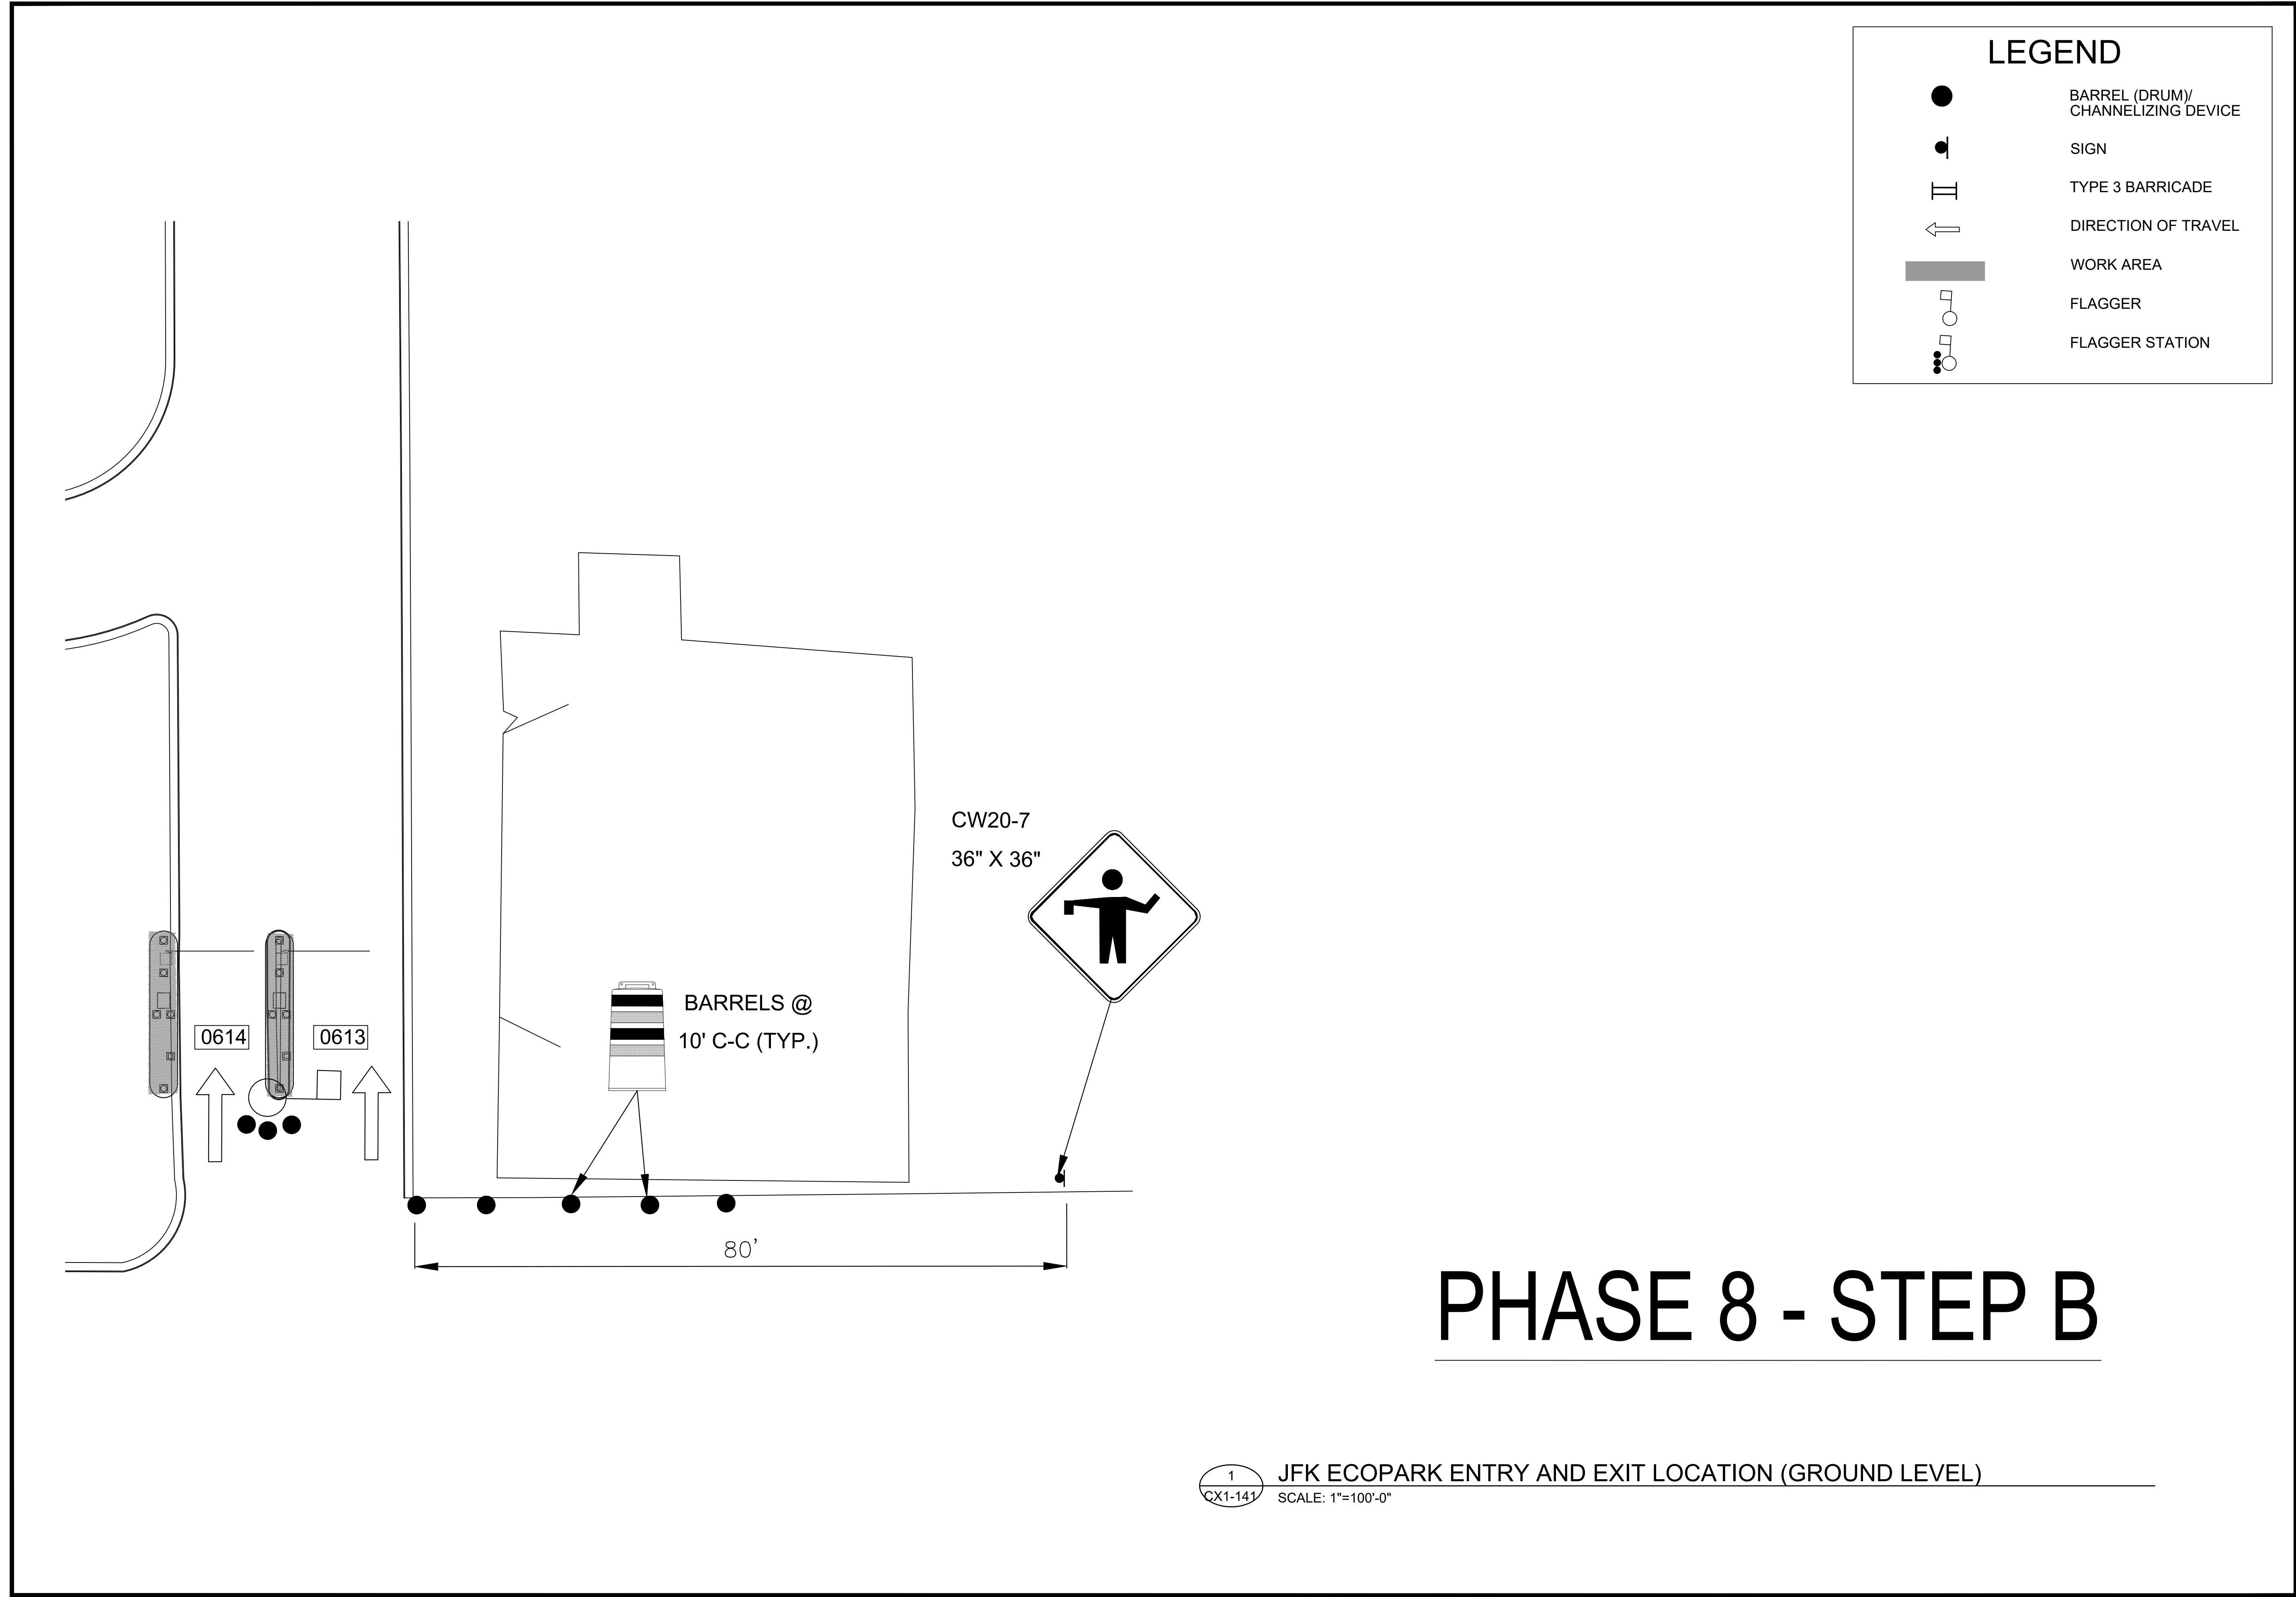 LEGEND
BARREL (DRUM)/
CHANNELIZING DEVICE
SIGN
TYPE 3 BARRICADE
DIRECTION OF TRAVEL
WORK AREA
FLAGGER
FLAGGER STATION
CW20-7
36" X 36"
BARRELS @
10' C-C (TYP.)
0614
0613
80'
PHASE 8 - STEP B
1
CX1-141
JFK ECOPARK ENTRY AND EXIT LOCATION (GROUND LEVEL)
SCALE: 1"=100'-0"